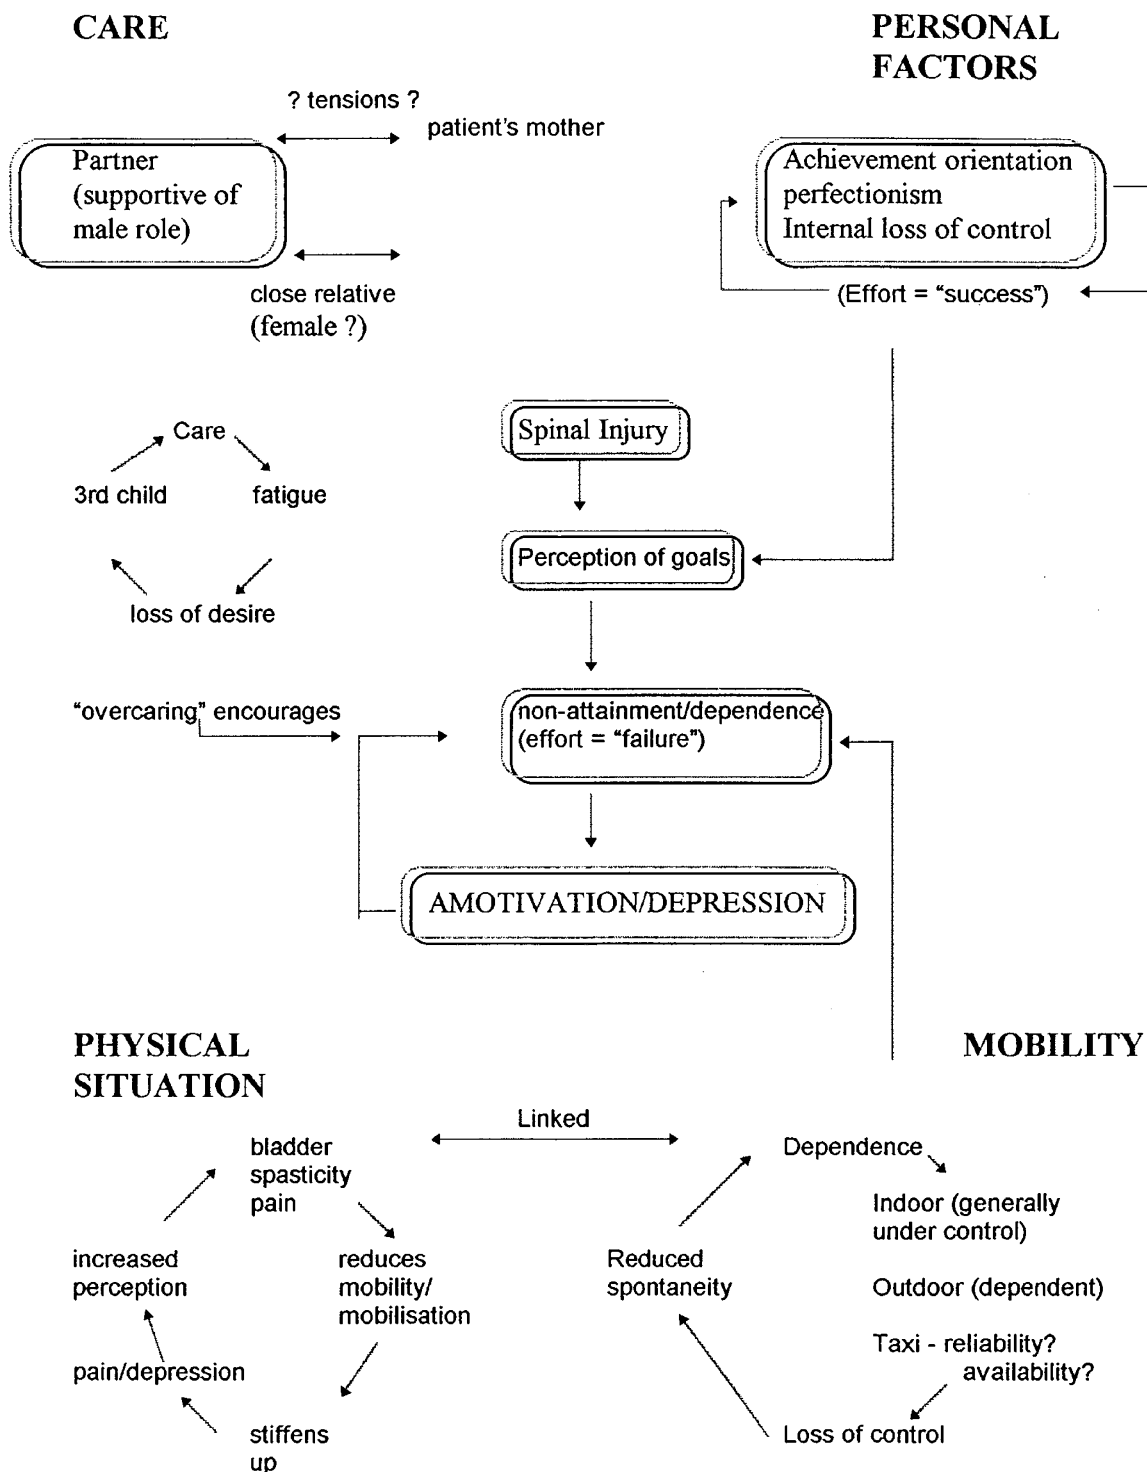 CARE
PERSONAL
FACTORS
? tensions ?
patient's mother
Partner
(supportive of
male role)
close relative
(female ?)
Achievement orientation
perfectionism
Internal loss of control
(Effort = “success”)
Care
3rd child
fatigue
loss of desire
Spinal Injury
Perception of goals
“overcaring” encourages
non-attainment/dependence
(effort = “failure”)
AMOTIVATION/DEPRESSION
PHYSICAL
SITUATION
MOBILITY
Linked
bladder
spasticity
pain
increased
perception
reduces
mobility/
mobilisation
pain/depression
stiffens
up
Dependence
Indoor (generally
under control)
Reduced
spontaneity
Outdoor (dependent)
Taxi - reliability?
availability?
Loss of control